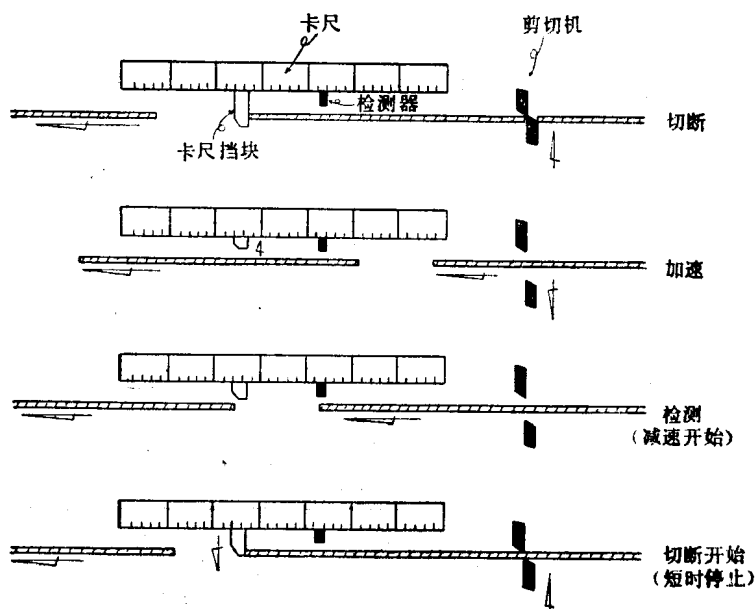 卡尺
剪切机
检测器
卡尺挡块
切断
加速
检测
(减速开始)
切断开始
(短时停止)